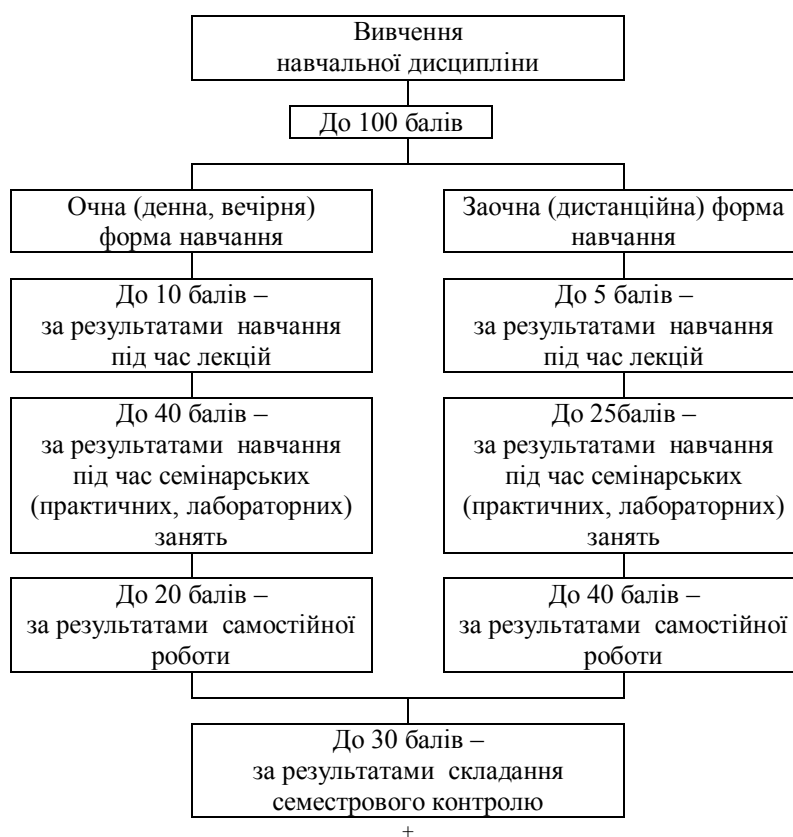 Вивчення
навчальної дисципліни
До 100 балів
Очна (денна, вечірня)
форма навчання
До 10 балів –
за результатами навчання
під час лекцій
До 40 балів –
за результатами навчання
під час семінарських
(практичних, лабораторних)
занять
До 20 балів –
за результатами самостійної
роботи
Заочна (дистанційна) форма
навчання
До 5 балів –
за результатами навчання
під час лекцій
До 25балів –
за результатами навчання
під час семінарських
(практичних, лабораторних)
занять
До 40 балів –
за результатами самостійної
роботи
До 30 балів –
за результатами складання
семестрового контролю
+